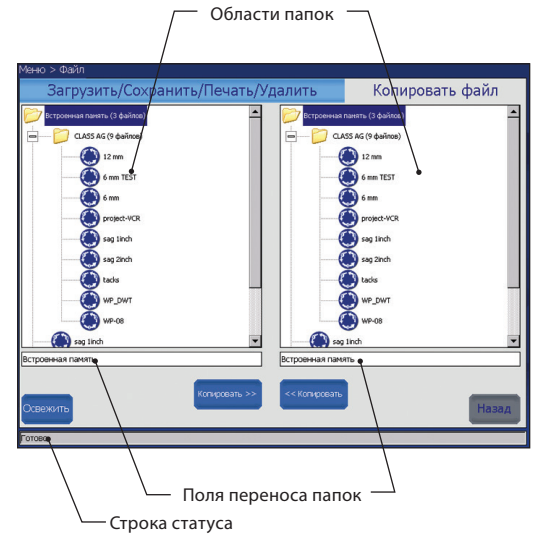 Области папок
Меню > Файл
Загрузить/Сохранить/Печать/Удалить
Копировать файл
Встроенная память (3 файлов)
CLASS AG (9 файлов)
12 mm
6 mm TEST
6 mm
project-VCR
sag 1inch
sag 2inch
tacks
WP_DWT
WP-08
sag 1inch
Встроенная память
Встроенная память (3 файлов)
CLASS AG (9 файлов)
12 mm
6 mm TEST
6 mm
project-VCR
sag 1inch
sag 2inch
tacks
WP_DWT
WP-08
sag 1inch
Встроенная память
Освежить
Копировать >>
<< Копировать
Назад
Готово
Поля переноса папок
Строка статуса